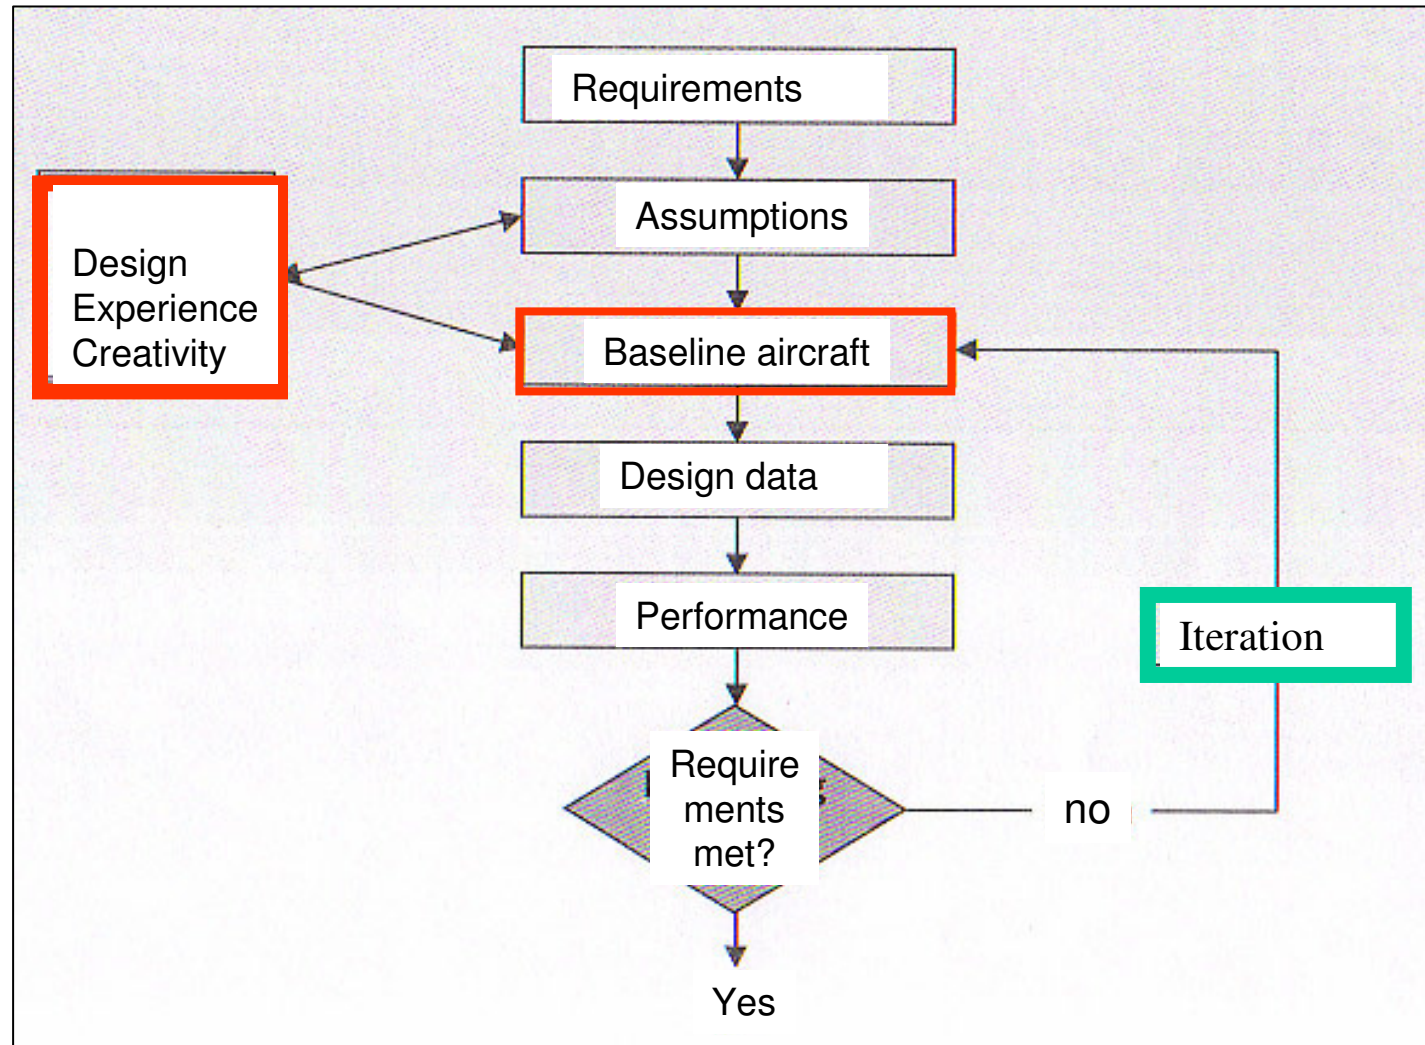 Requirements
Assumptions
Design
Experience
Creativity
Baseline aircraft
Design data
Performance
Iteration
Require
ments
met?
no
Yes